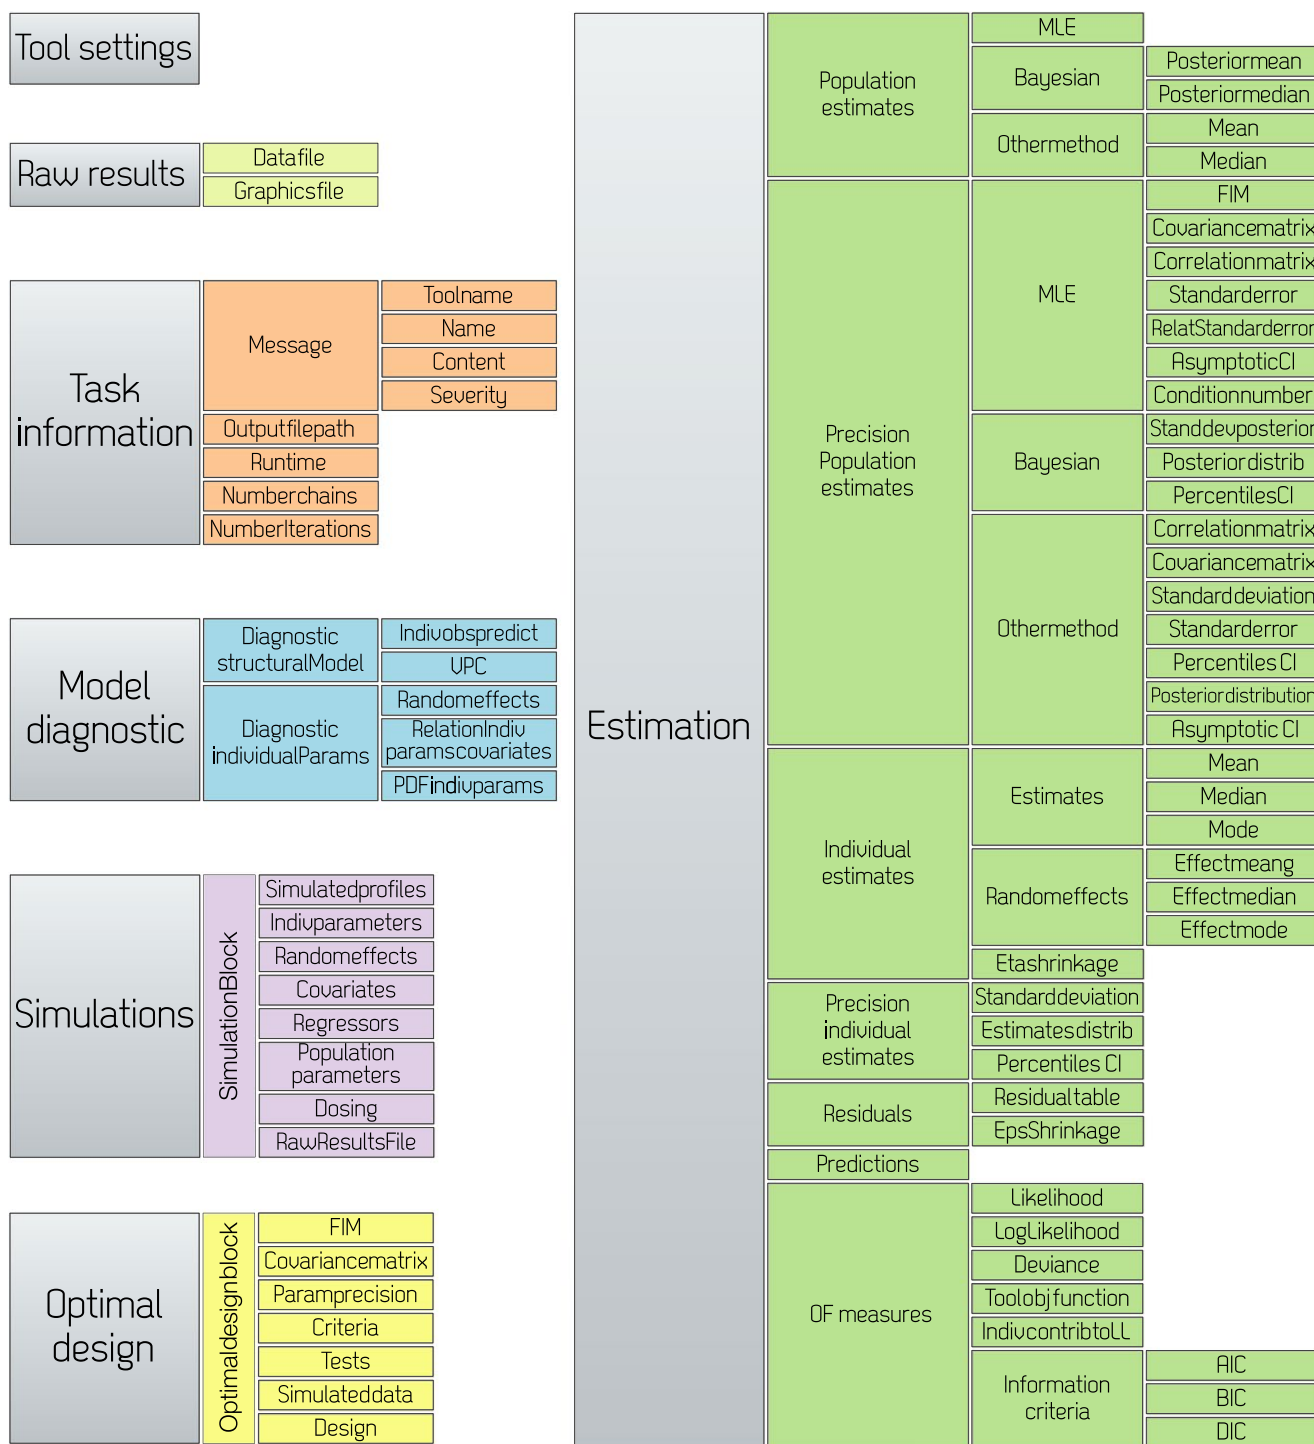 Tool settings
Raw results
Datafile
Graphicsfile
Task
information
Message
Toolname
Name
Content
Severity
Outputfilepath
Runtime
Numberchains
NumberIterations
Model
diagnostic
Diagnostic
structuralModel
Indivobspredict
VPC
Diagnostic
individualParams
Randomeffects
RelationIndiv
paramscovariates
PDFindivparams
Simulations
SimulationBlock
Simulatedprofiles
Indivparameters
Randomeffects
Covariates
Regressors
Population
parameters
Dosing
RawResultsFile
Optimal
design
Optimaldesignblock
FIM
Covariancematrix
Paramprecision
Criteria
Tests
Simulateddata
Design
Estimation
Population
estimates
MLE
Bayesian
Posteriormean
Posteriormedian
Othermethod
Mean
Median
Precision
Population
estimates
MLE
FIM
Covariancematrix
Correlationmatrix
Standarderror
RelatStandarderror
AsymptoticCI
Conditionnumber
Bayesian
Standdevposterior
Posteriordistrib
PercentilesCI
Othermethod
Correlationmatrix
Covariancematrix
Standarddeviation
Standarderror
Percentiles CI
Posteriordistribution
Asymptotic CI
Individual
estimates
Estimates
Mean
Median
Mode
Randomeffects
Effectmeang
Effectmedian
Effectmode
Etashrinkage
Precision
individual
estimates
Standarddeviation
Estimatesdistrib
Percentiles CI
Residuals
Residualtable
EpsShrinkage
Predictions
OF measures
Likelihood
LogLikelihood
Deviance
Toolobjfunction
IndivcontribtoLL
Information
criteria
AIC
BIC
DIC